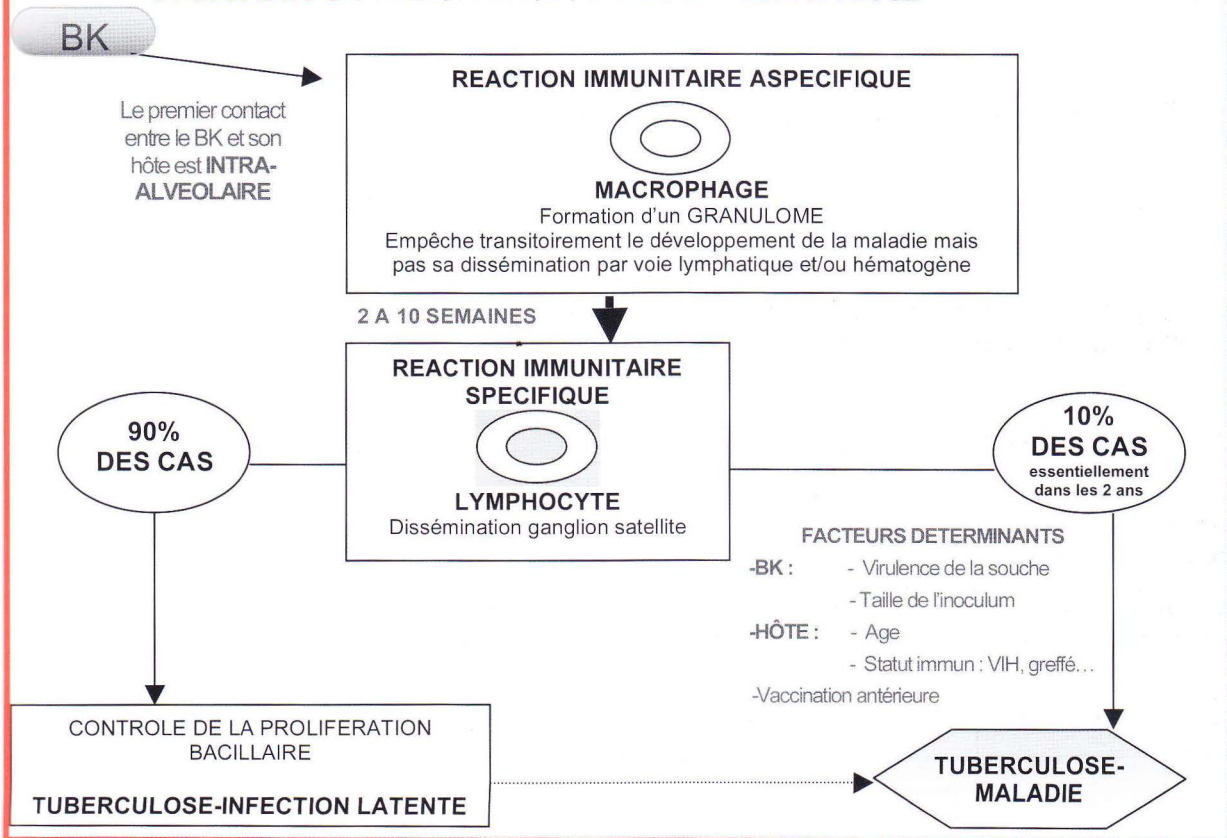 BK
Le premier contact
entre le BK et son
hôte est INTRA-
ALVEOLAIRE
REACTION IMMUNITAIRE ASPECIFIQUE
MACROPHAGE
Formation d'un GRANULOME
Empêche transitoirement le développement de la maladie mais
pas sa dissémination par voie lymphatique et/ou hématogène
2 A 10 SEMAINES
REACTION IMMUNITAIRE
SPECIFIQUE
LYMPHOCYTE
Dissémination ganglion satellite
90%
DES CAS
10%
DES CAS
essentiellement
dans les 2 ans
FACTEURS DETERMINANTS
-BK : - Virulence de la souche
- Taille de l'inoculum
-HÔTE : - Age
- Statut immun : VIH, greffé…
-Vaccination antérieure
CONTROLE DE LA PROLIFERATION
BACILLAIRE
TUBERCULOSE-INFECTION LATENTE
TUBERCULOSE-
MALADIE